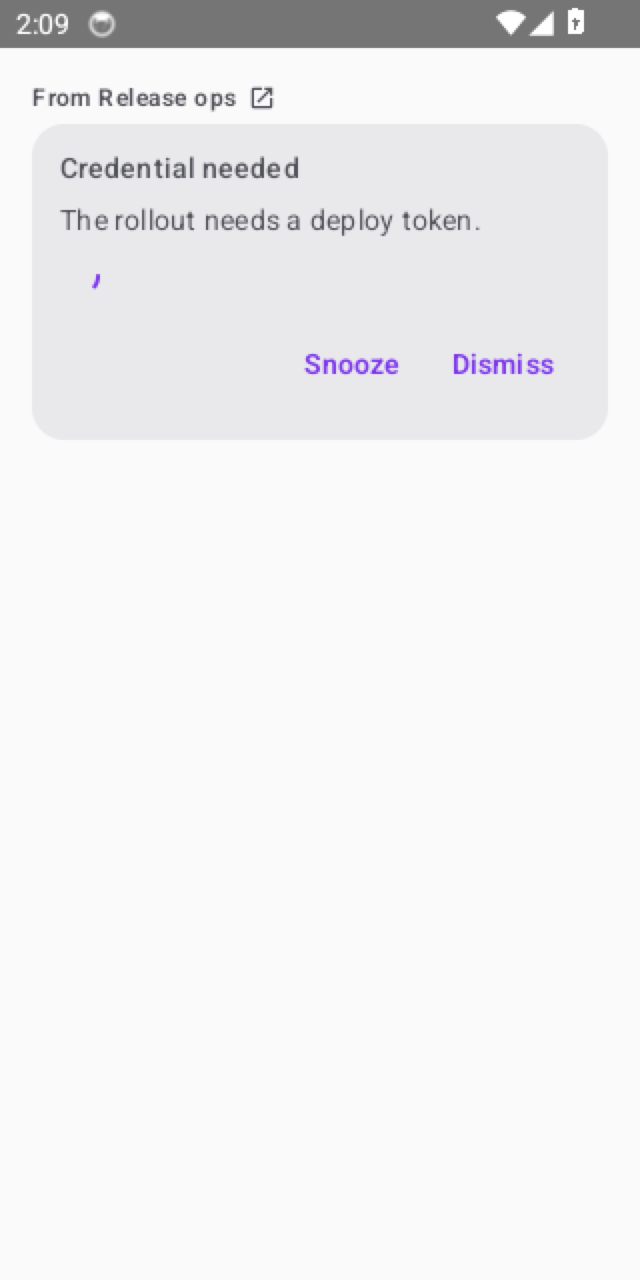 2:09
From Release ops
Credential needed
The rollout needs a deploy token.
Snooze Dismiss